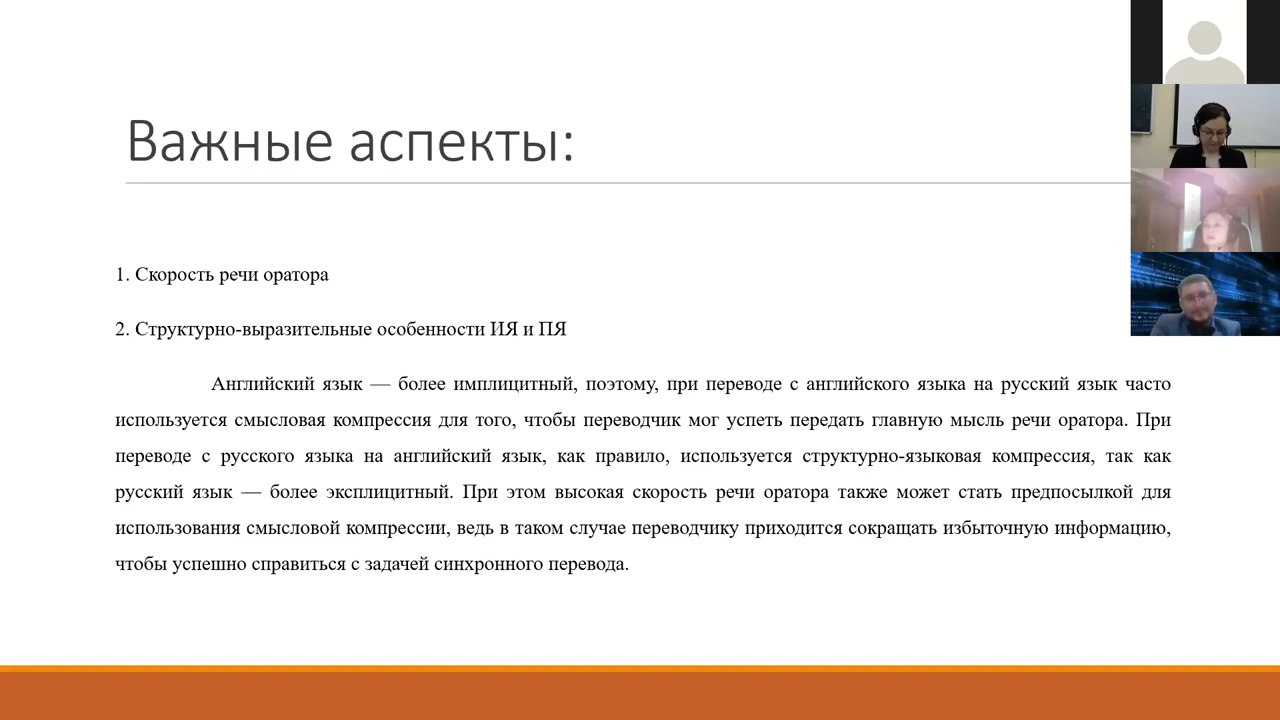 Важные аспекты:
1. Скорость речи оратора
2. Структурно-выразительные особенности ИЯ и ПЯ
Английский язык — более имплицитный, поэтому, при переводе с английского языка на русский язык часто
используется смысловая компрессия для того, чтобы переводчик мог успеть передать главную мысль речи оратора. При
переводе с русского языка на английский язык, как правило, используется структурно-языковая компрессия, так как
русский язык — более эксплицитный. При этом высокая скорость речи оратора также может стать предпосылкой для
использования смысловой компрессии, ведь в таком случае переводчику приходится сокращать избыточную информацию,
чтобы успешно справиться с задачей синхронного перевода.